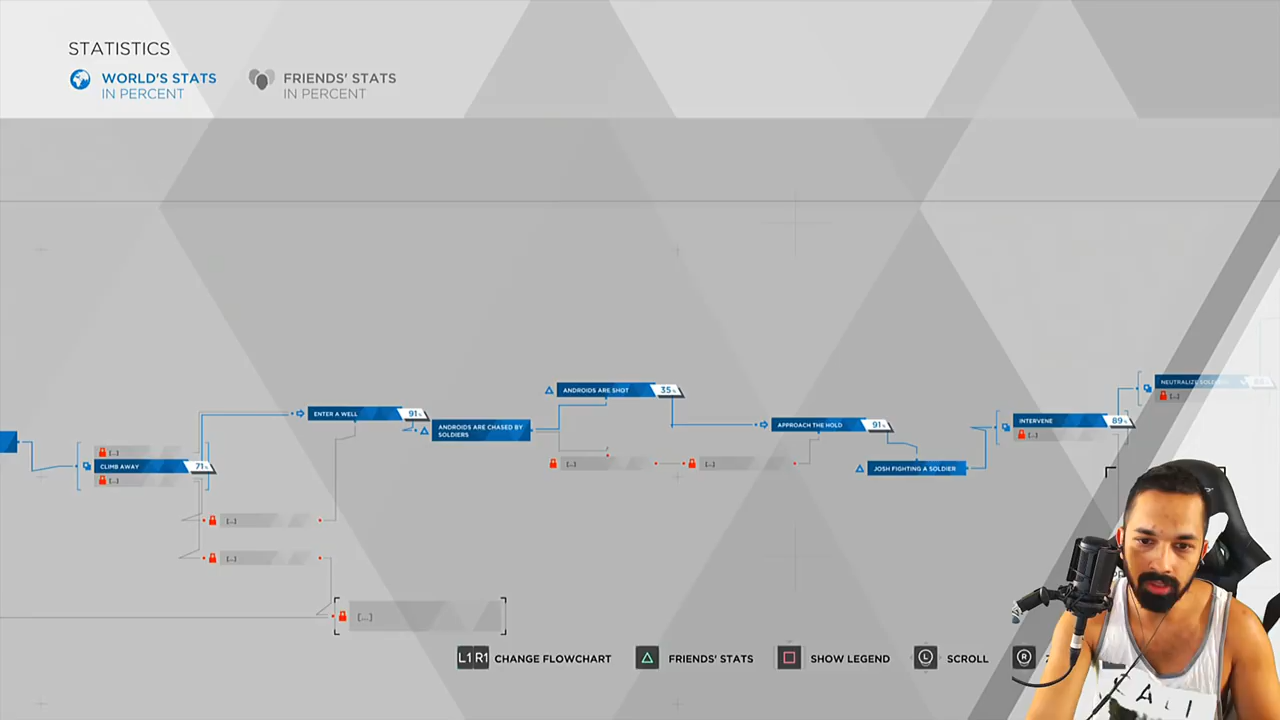 STATISTICS
WORLD'S STATS
IN PERCENT
FRIENDS' STATS
IN PERCENT
[...]
CLIMB AWAY 71%
[...]
[...]
[...]
[...]
ENTER A WELL 91%
ANDROIDS ARE CHASED BY
SOLDIERS
ANDROIDS ARE SHOT 35%
[...]
[...]
APPROACH THE HOLD 91%
JOSH FIGHTING A SOLDIER
INTERVENE 89%
[...]
[...]
L1 R1 CHANGE FLOWCHART
FRIENDS' STATS
SHOW LEGEND
L SCROLL
R
CALI